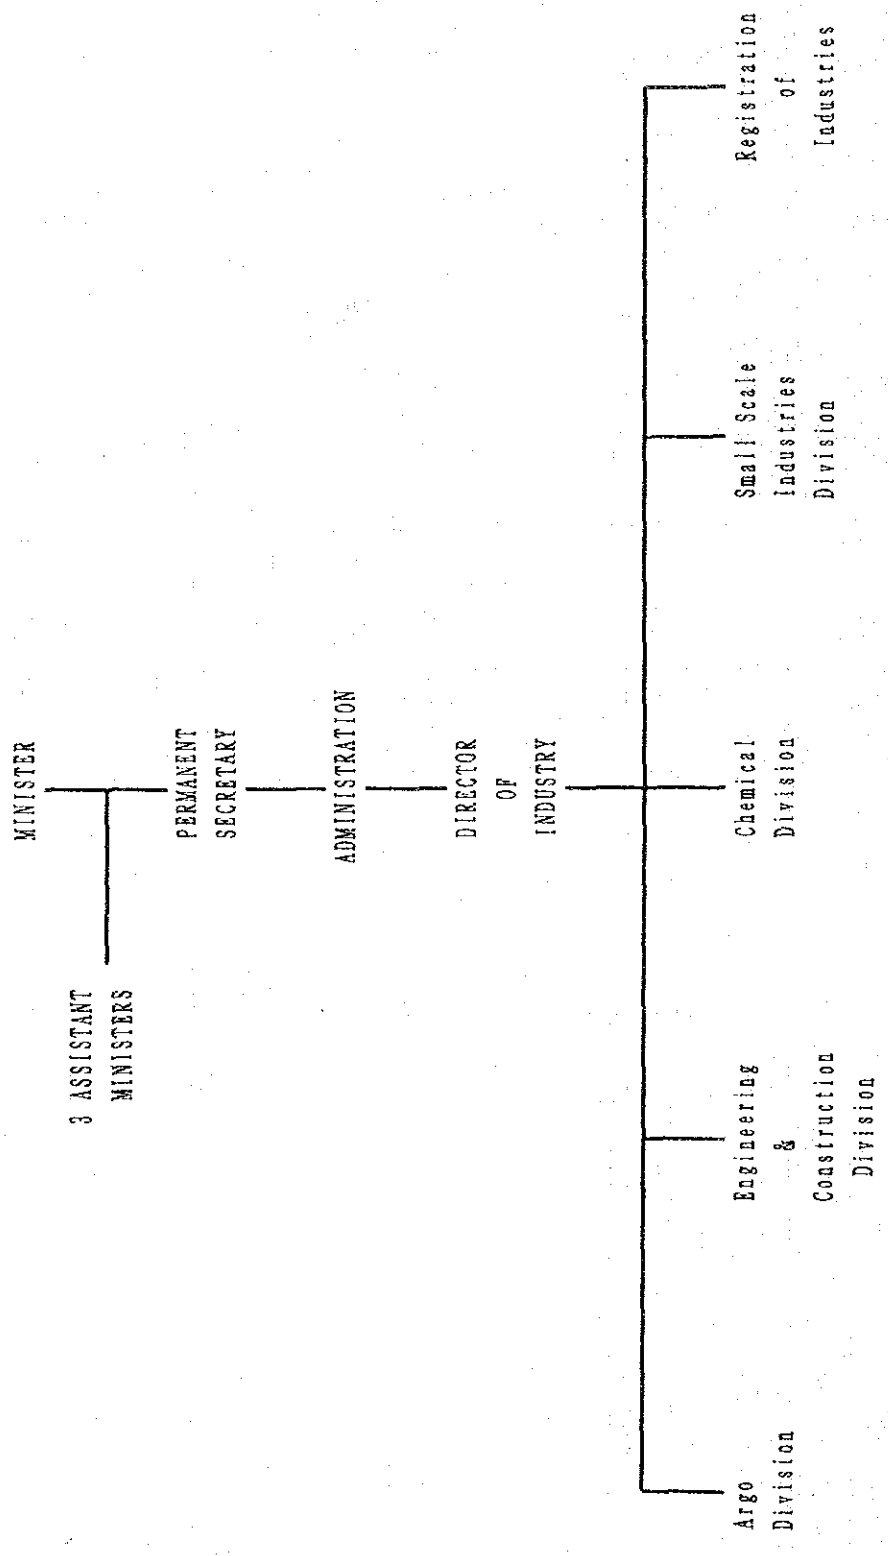 MINISTER
3 ASSISTANT
MINISTERS
PERMANENT
SECRETARY
ADMINISTRATION
DIRECTOR
OF
INDUSTRY
Argo
Division
Engineering
&
Construction
Division
Chemical
Division
Small Scale
Industries
Division
Registration
of
Industries